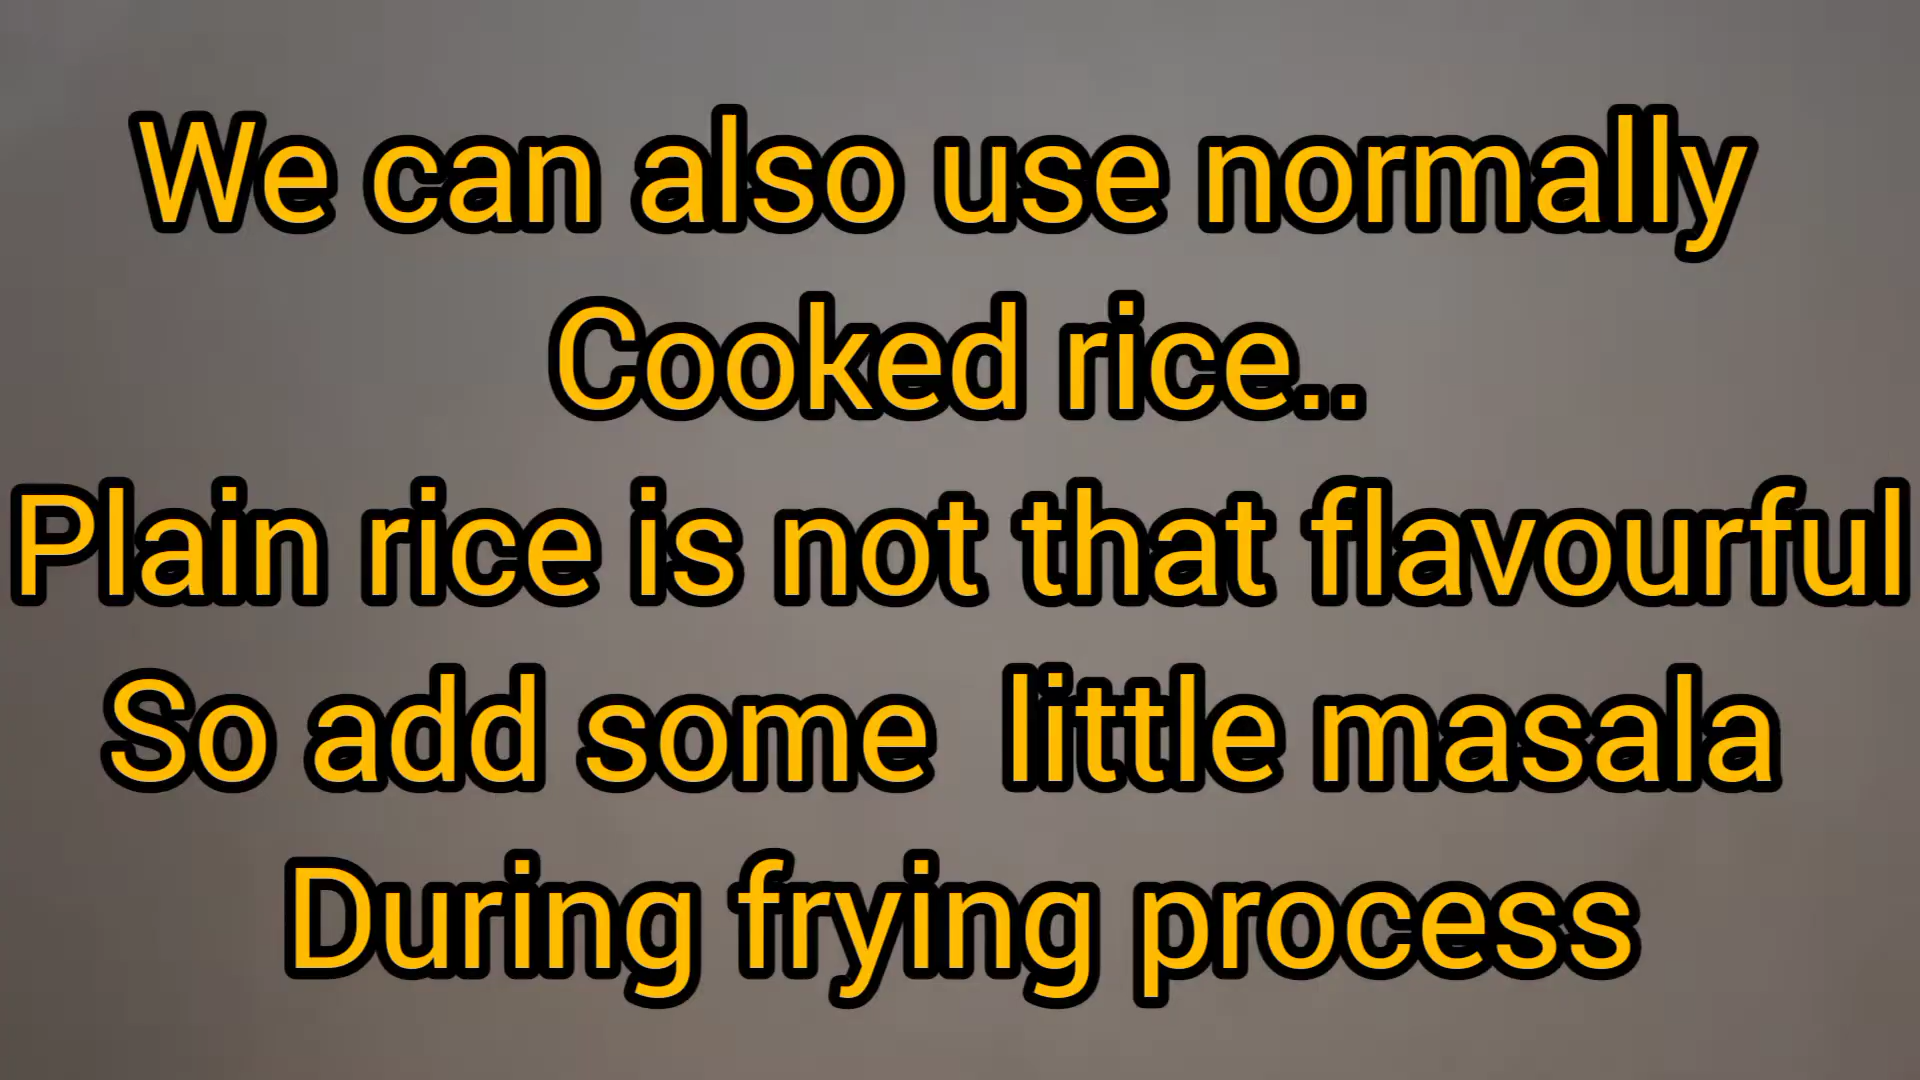 We can also use normally
Cooked rice..
Plain rice is not that flavourful
So add some  little masala
During frying process